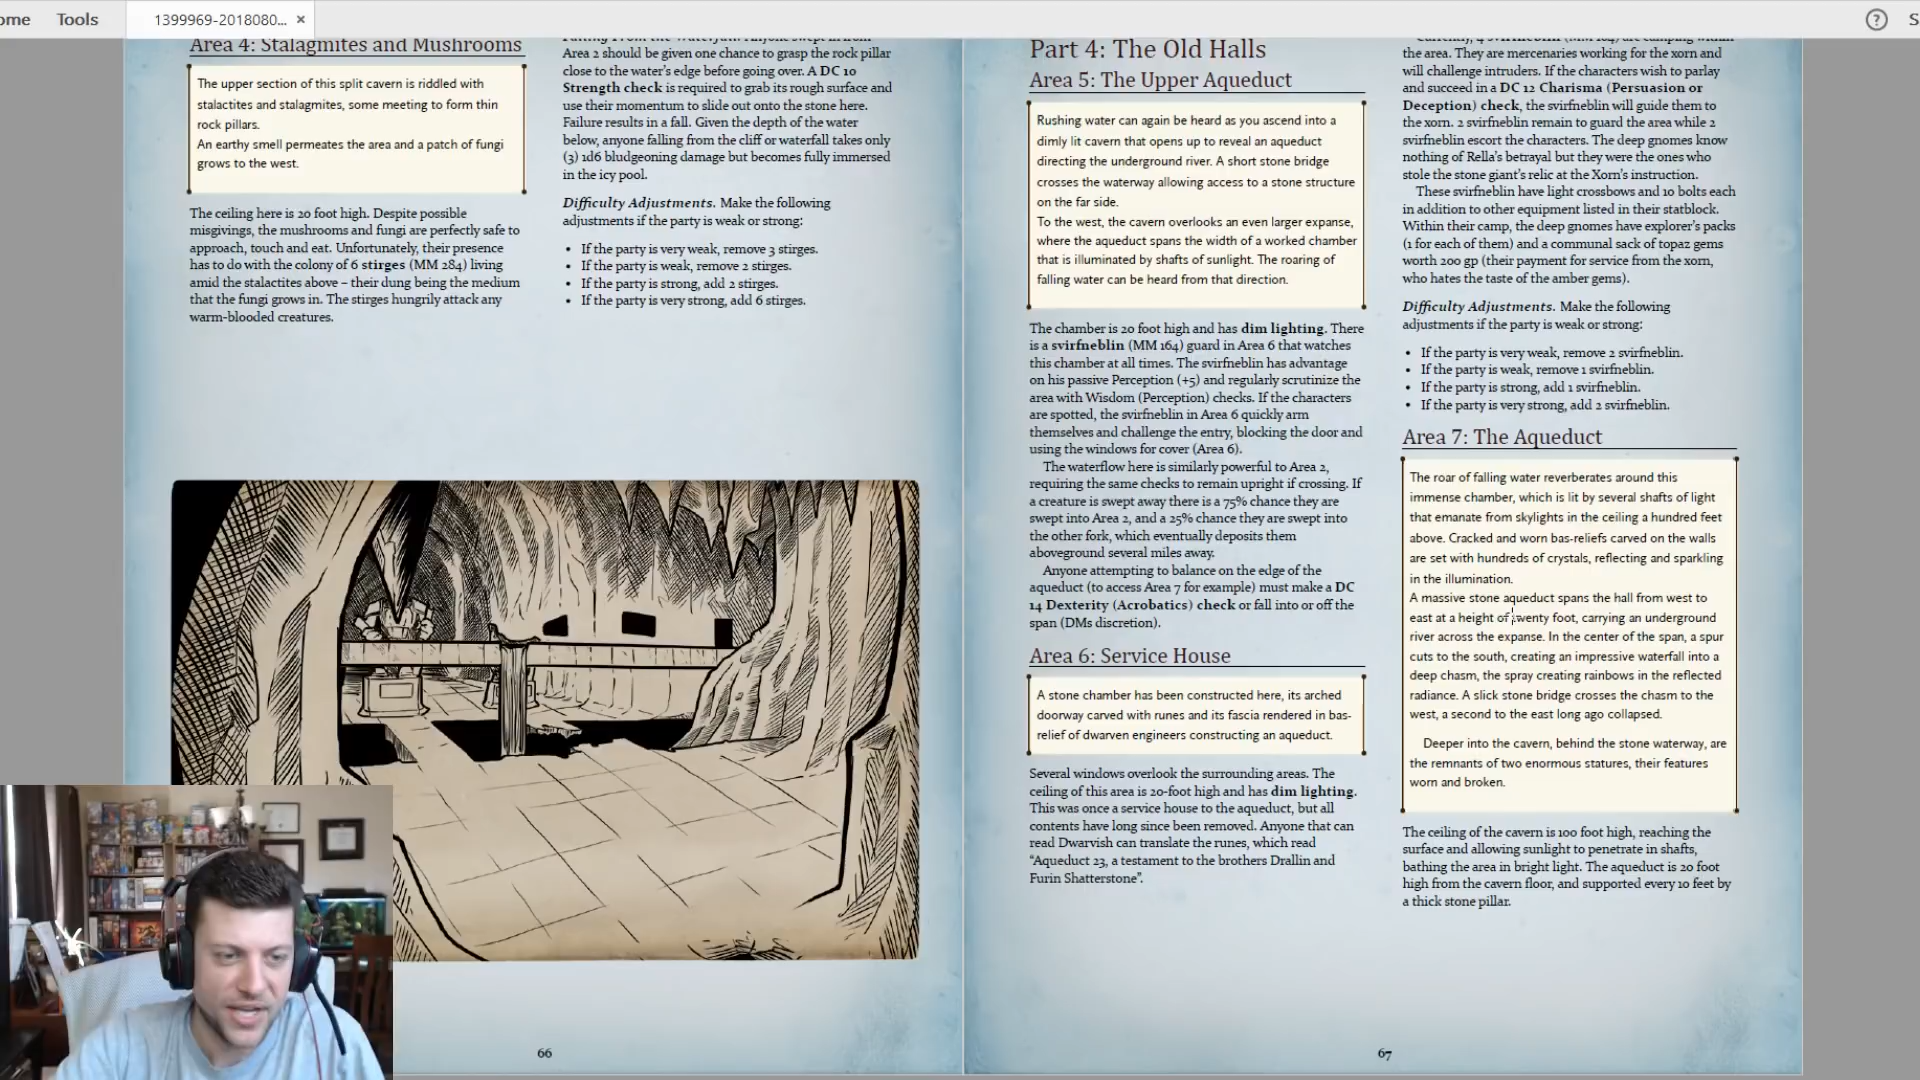 ome
Tools
1399969-2018080...
×
?
S
Area 4: Stalagmites and Mushrooms
The upper section of this split cavern is riddled with
stalactites and stalagmites, some meeting to form thin
rock pillars.
An earthy smell permeates the area and a patch of fungi
grows to the west.
The ceiling here is 20 foot high. Despite possible
misgivings, the mushrooms and fungi are perfectly safe to
approach, touch and eat. Unfortunately, their presence
has to do with the colony of 6 stirges (MM 284) living
amid the stalactites above – their dung being the medium
that the fungi grows in. The stirges hungrily attack any
warm-blooded creatures.
Area 2 should be given one chance to grasp the rock pillar
close to the water's edge before going over. A DC 10
Strength check is required to grab its rough surface and
use their momentum to slide out onto the stone here.
Failure results in a fall. Given the depth of the water
below, anyone falling from the cliff or waterfall takes only
(3) 1d6 bludgeoning damage but becomes fully immersed
in the icy pool.
Difficulty Adjustments. Make the following
adjustments if the party is weak or strong:
• If the party is very weak, remove 3 stirges.
• If the party is weak, remove 2 stirges.
• If the party is strong, add 2 stirges.
• If the party is very strong, add 6 stirges.
66
Part 4: The Old Halls
Area 5: The Upper Aqueduct
Rushing water can again be heard as you ascend into a
dimly lit cavern that opens up to reveal an aqueduct
directing the underground river. A short stone bridge
crosses the waterway allowing access to a stone structure
on the far side.
To the west, the cavern overlooks an even larger expanse,
where the aqueduct spans the width of a worked chamber
that is illuminated by shafts of sunlight. The roaring of
falling water can be heard from that direction.
The chamber is 20 foot high and has dim lighting. There
is a svirfneblin (MM 164) guard in Area 6 that watches
this chamber at all times. The svirfneblin has advantage
on his passive Perception (+5) and regularly scrutinize the
area with Wisdom (Perception) checks. If the characters
are spotted, the svirfneblin in Area 6 quickly arm
themselves and challenge the entry, blocking the door and
using the windows for cover (Area 6).
The waterflow here is similarly powerful to Area 2,
requiring the same checks to remain upright if crossing. If
a creature is swept away there is a 75% chance they are
swept into Area 2, and a 25% chance they are swept into
the other fork, which eventually deposits them
aboveground several miles away.
Anyone attempting to balance on the edge of the
aqueduct (to access Area 7 for example) must make a DC
14 Dexterity (Acrobatics) check or fall into or off the
span (DMs discretion).
Area 6: Service House
A stone chamber has been constructed here, its arched
doorway carved with runes and its fascia rendered in bas-
relief of dwarven engineers constructing an aqueduct.
Several windows overlook the surrounding areas. The
ceiling of this area is 20-foot high and has dim lighting.
This was once a service house to the aqueduct, but all
contents have long since been removed. Anyone that can
read Dwarvish can translate the runes, which read
“Aqueduct 23, a testament to the brothers Drallin and
Furin Shatterstone”.
the area. They are mercenaries working for the xorn and
will challenge intruders. If the characters wish to parlay
and succeed in a DC 12 Charisma (Persuasion or
Deception) check, the svirfneblin will guide them to
the xorn. 2 svirfneblin remain to guard the area while 2
svirfneblin escort the characters. The deep gnomes know
nothing of Rella's betrayal but they were the ones who
stole the stone giant's relic at the Xorn's instruction.
These svirfneblin have light crossbows and 10 bolts each
in addition to other equipment listed in their statblock.
Within their camp, the deep gnomes have explorer's packs
(1 for each of them) and a communal sack of topaz gems
worth 200 gp (their payment for service from the xorn,
who hates the taste of the amber gems).
Difficulty Adjustments. Make the following
adjustments if the party is weak or strong:
• If the party is very weak, remove 2 svirfneblin.
• If the party is weak, remove 1 svirfneblin.
• If the party is strong, add 1 svirfneblin.
• If the party is very strong, add 2 svirfneblin.
Area 7: The Aqueduct
The roar of falling water reverberates around this
immense chamber, which is lit by several shafts of light
that emanate from skylights in the ceiling a hundred feet
above. Cracked and worn bas-reliefs carved on the walls
are set with hundreds of crystals, reflecting and sparkling
in the illumination.
A massive stone aqueduct spans the hall from west to
east at a height of twenty foot, carrying an underground
river across the expanse. In the center of the span, a spur
cuts to the south, creating an impressive waterfall into a
deep chasm, the spray creating rainbows in the reflected
radiance. A slick stone bridge crosses the chasm to the
west, a second to the east long ago collapsed.
Deeper into the cavern, behind the stone waterway, are
the remnants of two enormous statures, their features
worn and broken.
The ceiling of the cavern is 100 foot high, reaching the
surface and allowing sunlight to penetrate in shafts,
bathing the area in bright light. The aqueduct is 20 foot
high from the cavern floor, and supported every 10 feet by
a thick stone pillar.
67